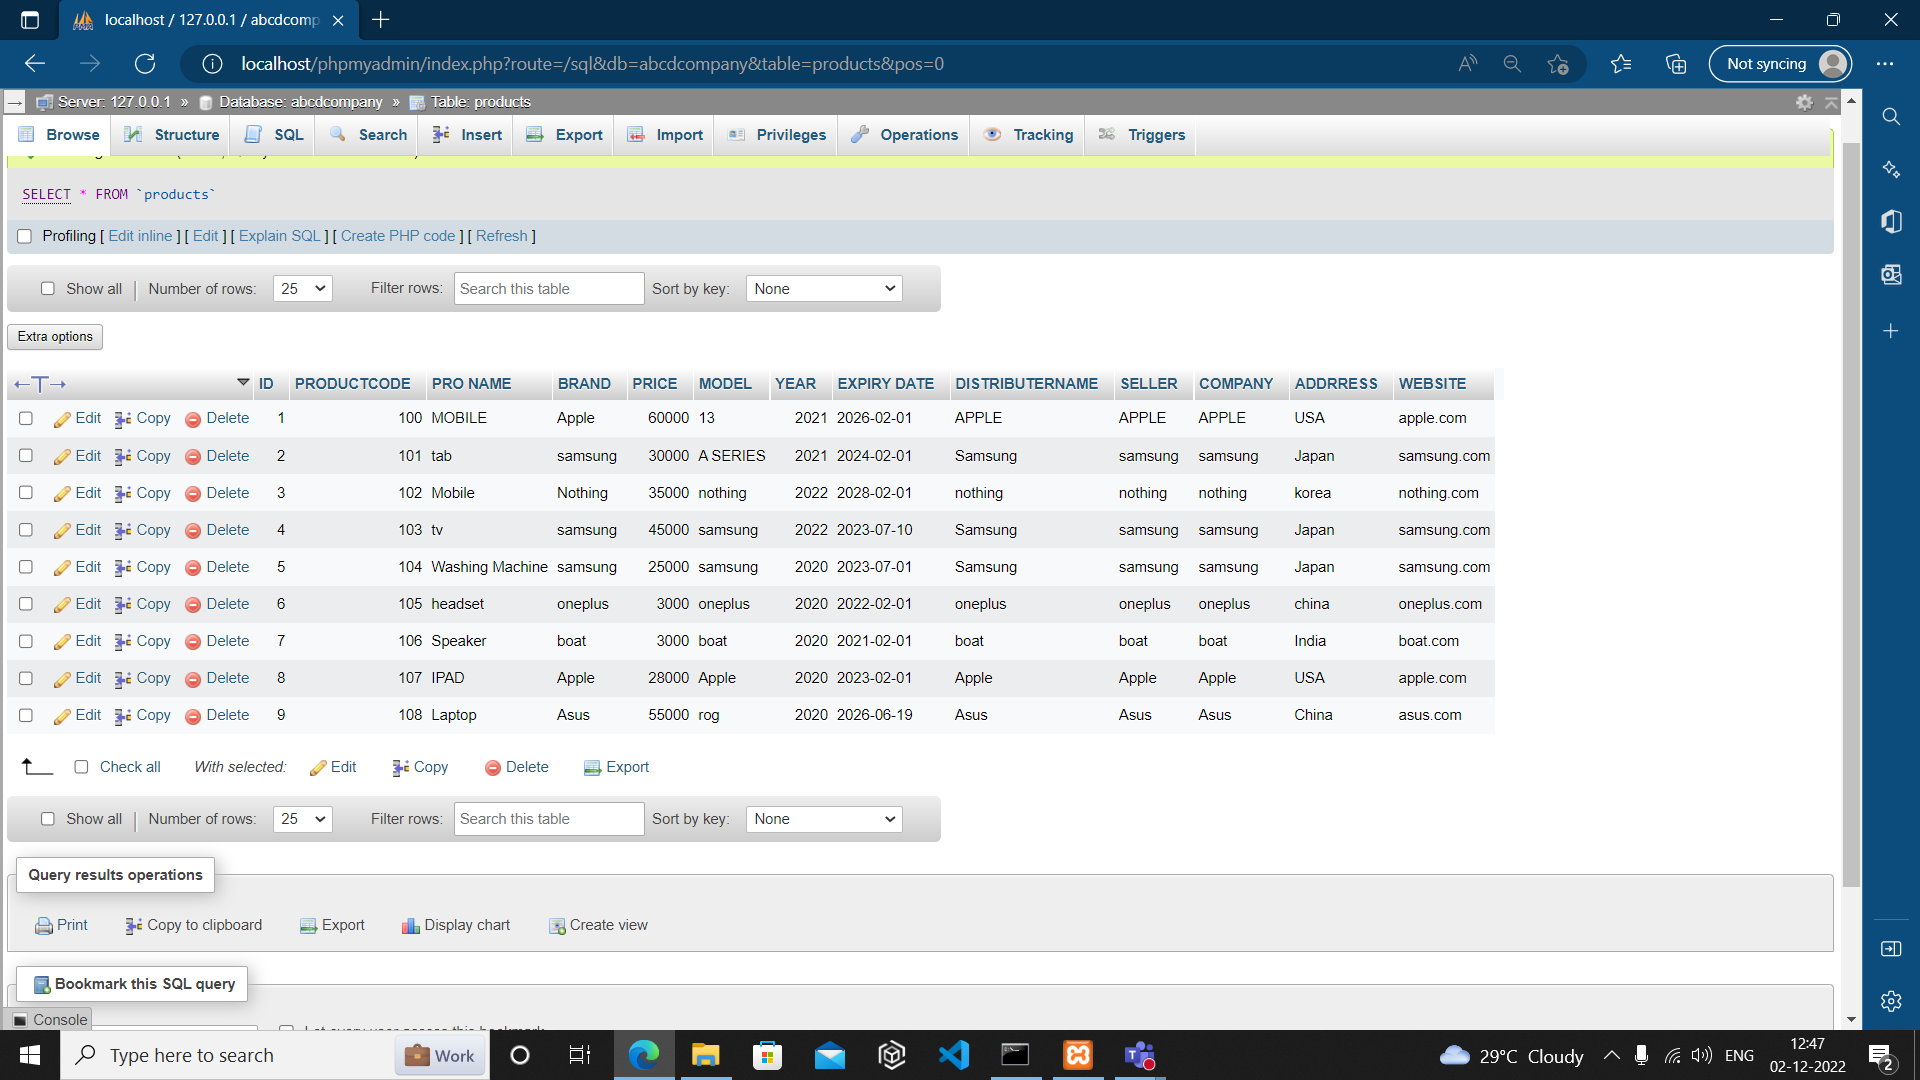 localhost / 127.0.0.1 / abcdcomp
localhost/phpmyadmin/index.php?route=/sql&db=abcdcompany&table=products&pos=0
Not syncing
Server: 127.0.0.1 » Database: abcdcompany » Table: products
Browse Structure SQL Search Insert Export Import Privileges Operations Tracking Triggers
SELECT * FROM `products`
Profiling [ Edit inline ] [ Edit ] [ Explain SQL ] [ Create PHP code ] [ Refresh ]
Show all | Number of rows: 25 Filter rows: Search this table Sort by key: None
Extra options
←T→ ID PRODUCTCODE PRO NAME BRAND PRICE MODEL YEAR EXPIRY DATE DISTRIBUTERNAME SELLER COMPANY ADDRRESS WEBSITE
Edit Copy Delete 1 100 MOBILE Apple 60000 13 2021 2026-02-01 APPLE APPLE APPLE USA apple.com
Edit Copy Delete 2 101 tab samsung 30000 A SERIES 2021 2024-02-01 Samsung samsung samsung Japan samsung.com
Edit Copy Delete 3 102 Mobile Nothing 35000 nothing 2022 2028-02-01 nothing nothing nothing korea nothing.com
Edit Copy Delete 4 103 tv samsung 45000 samsung 2022 2023-07-10 Samsung samsung samsung Japan samsung.com
Edit Copy Delete 5 104 Washing Machine samsung 25000 samsung 2020 2023-07-01 Samsung samsung samsung Japan samsung.com
Edit Copy Delete 6 105 headset oneplus 3000 oneplus 2020 2022-02-01 oneplus oneplus oneplus china oneplus.com
Edit Copy Delete 7 106 Speaker boat 3000 boat 2020 2021-02-01 boat boat boat India boat.com
Edit Copy Delete 8 107 IPAD Apple 28000 Apple 2020 2023-02-01 Apple Apple Apple USA apple.com
Edit Copy Delete 9 108 Laptop Asus 55000 rog 2020 2026-06-19 Asus Asus Asus China asus.com
Check all With selected: Edit Copy Delete Export
Show all | Number of rows: 25 Filter rows: Search this table Sort by key: None
Query results operations
Print Copy to clipboard Export Display chart Create view
Bookmark this SQL query
Console
Type here to search Work 29°C Cloudy ENG 12:47
02-12-2022 2